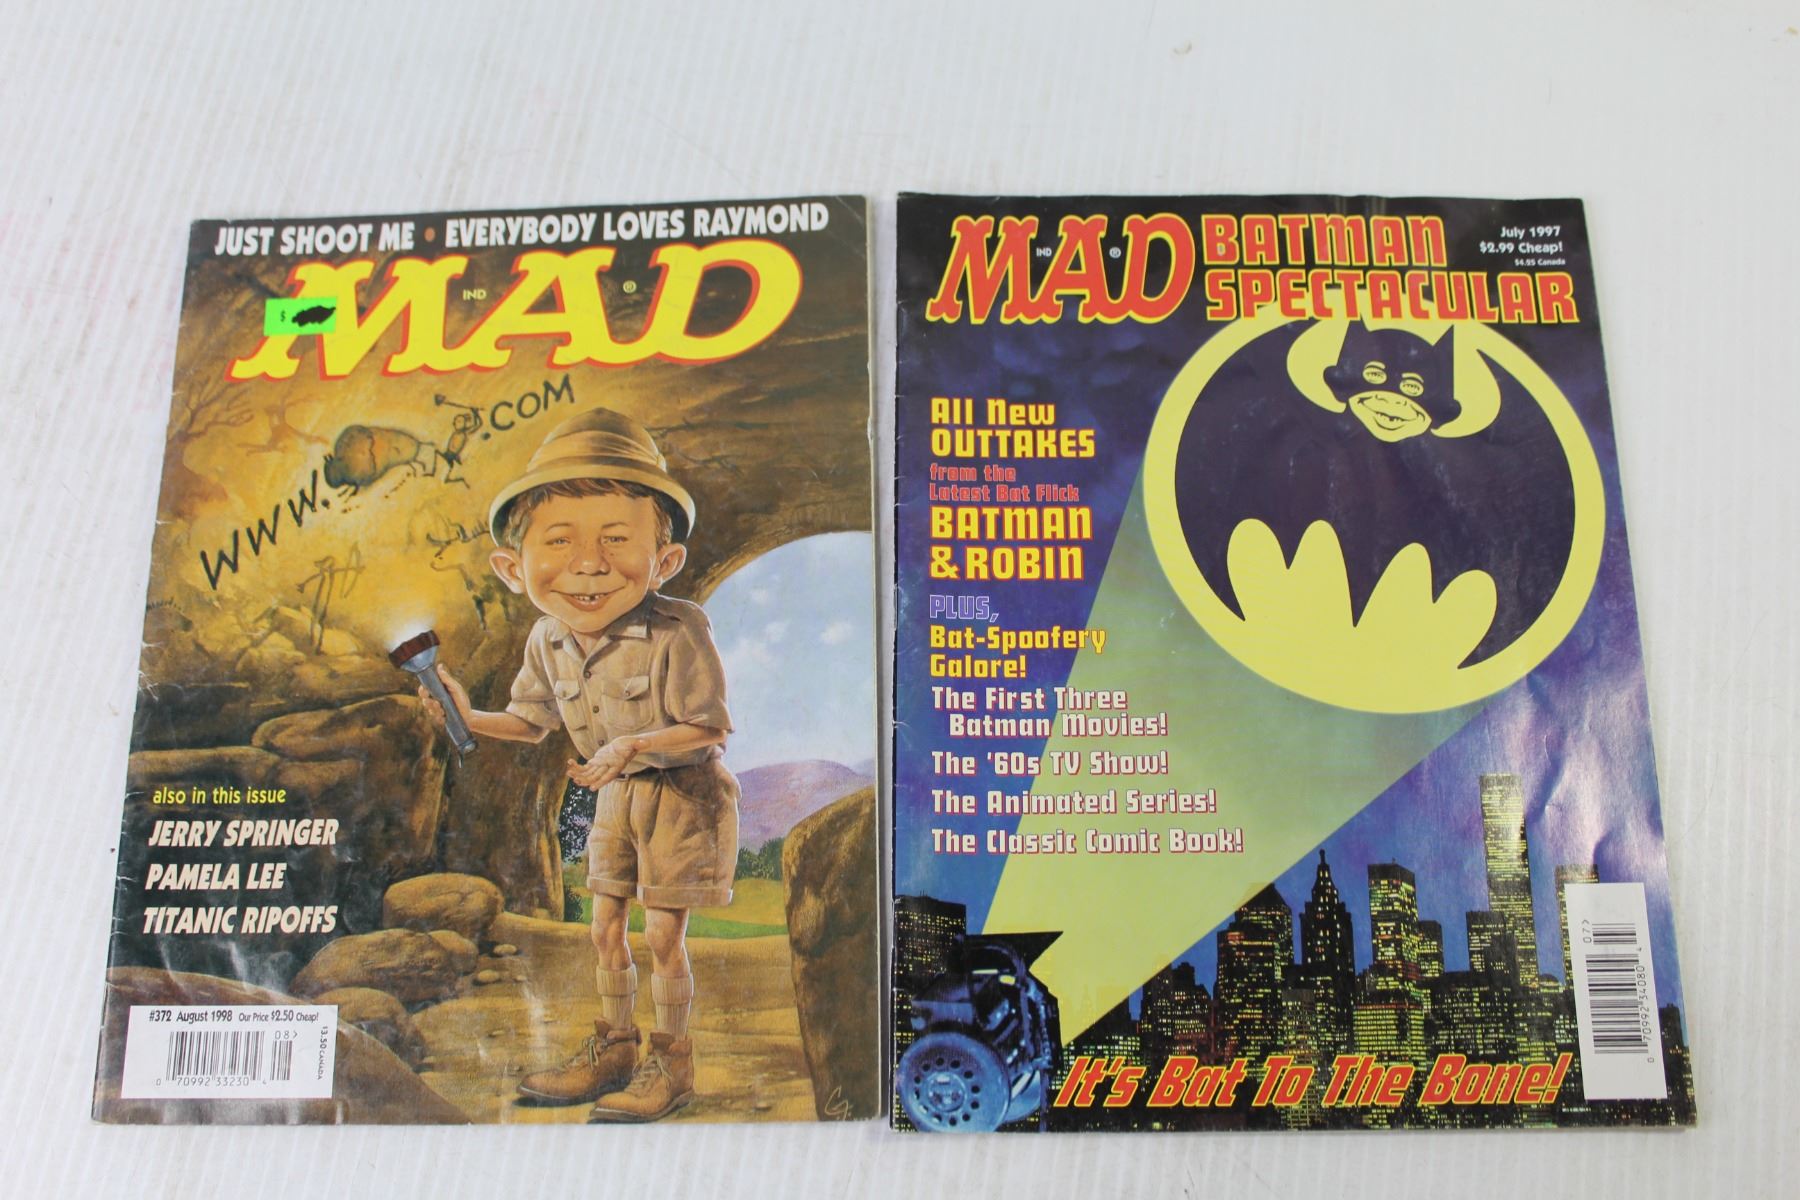 JUST SHOOT ME • EVERYBODY LOVES RAYMOND
MAD
IND
®
$
WWW. .COM
also in this issue
JERRY SPRINGER
PAMELA LEE
TITANIC RIPOFFS
#372 August 1998 Our Price $2.50 Cheap!
$3.50 CANADA
08>
0 70992 33230 4
MAD
IND
®
BATMAN
SPECTACULAR
July 1997
$2.99 Cheap!
$4.25 Canada
All New
OUTTAKES
from the
Latest Bat Flick
BATMAN
& ROBIN
PLUS,
Bat-Spoofery
Galore!
The First Three
Batman Movies!
The '60s TV Show!
The Animated Series!
The Classic Comic Book!
07>
0 70992 34080 4
It's Bat To The Bone!